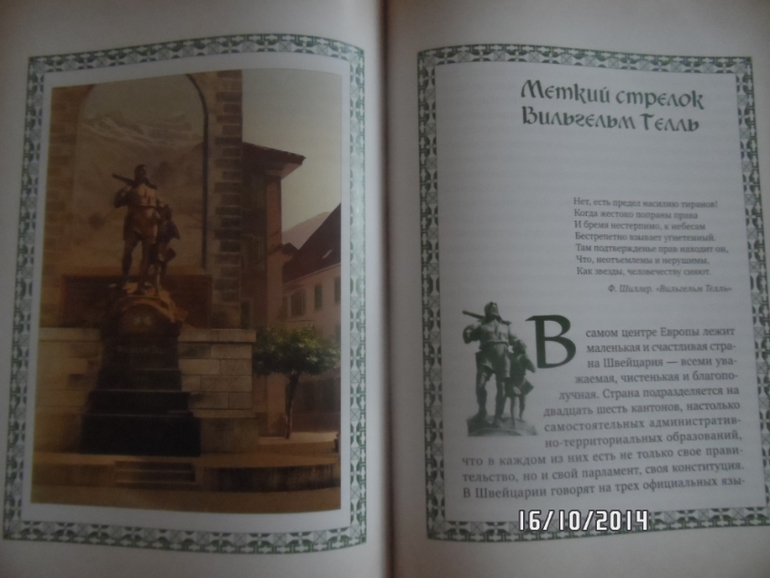 Меткий стрелок
Вильгельм Телль
Нет, есть предел насилию тиранов!
Когда жестоко попраны права
И бремя нестерпимо, к небесам
Бестрепетно взывает угнетенный.
Там подтвержденье прав находит он,
Что, неотъемлемы и нерушимы,
Как звезды, человечеству сияют.
Ф. Шиллер. «Вильгельм Телль»
В самом центре Европы лежит
маленькая и счастливая стра-
на Швейцария — всеми ува-
жаемая, чистенькая и благопо-
лучная. Страна подразделяется на
двадцать шесть кантонов, настолько
самостоятельных административ-
но-территориальных образований,
что в каждом из них есть не только свое прави-
тельство, но и свой парламент, своя конституция.
В Швейцарии говорят на трех официальных язы-
16/10/2014